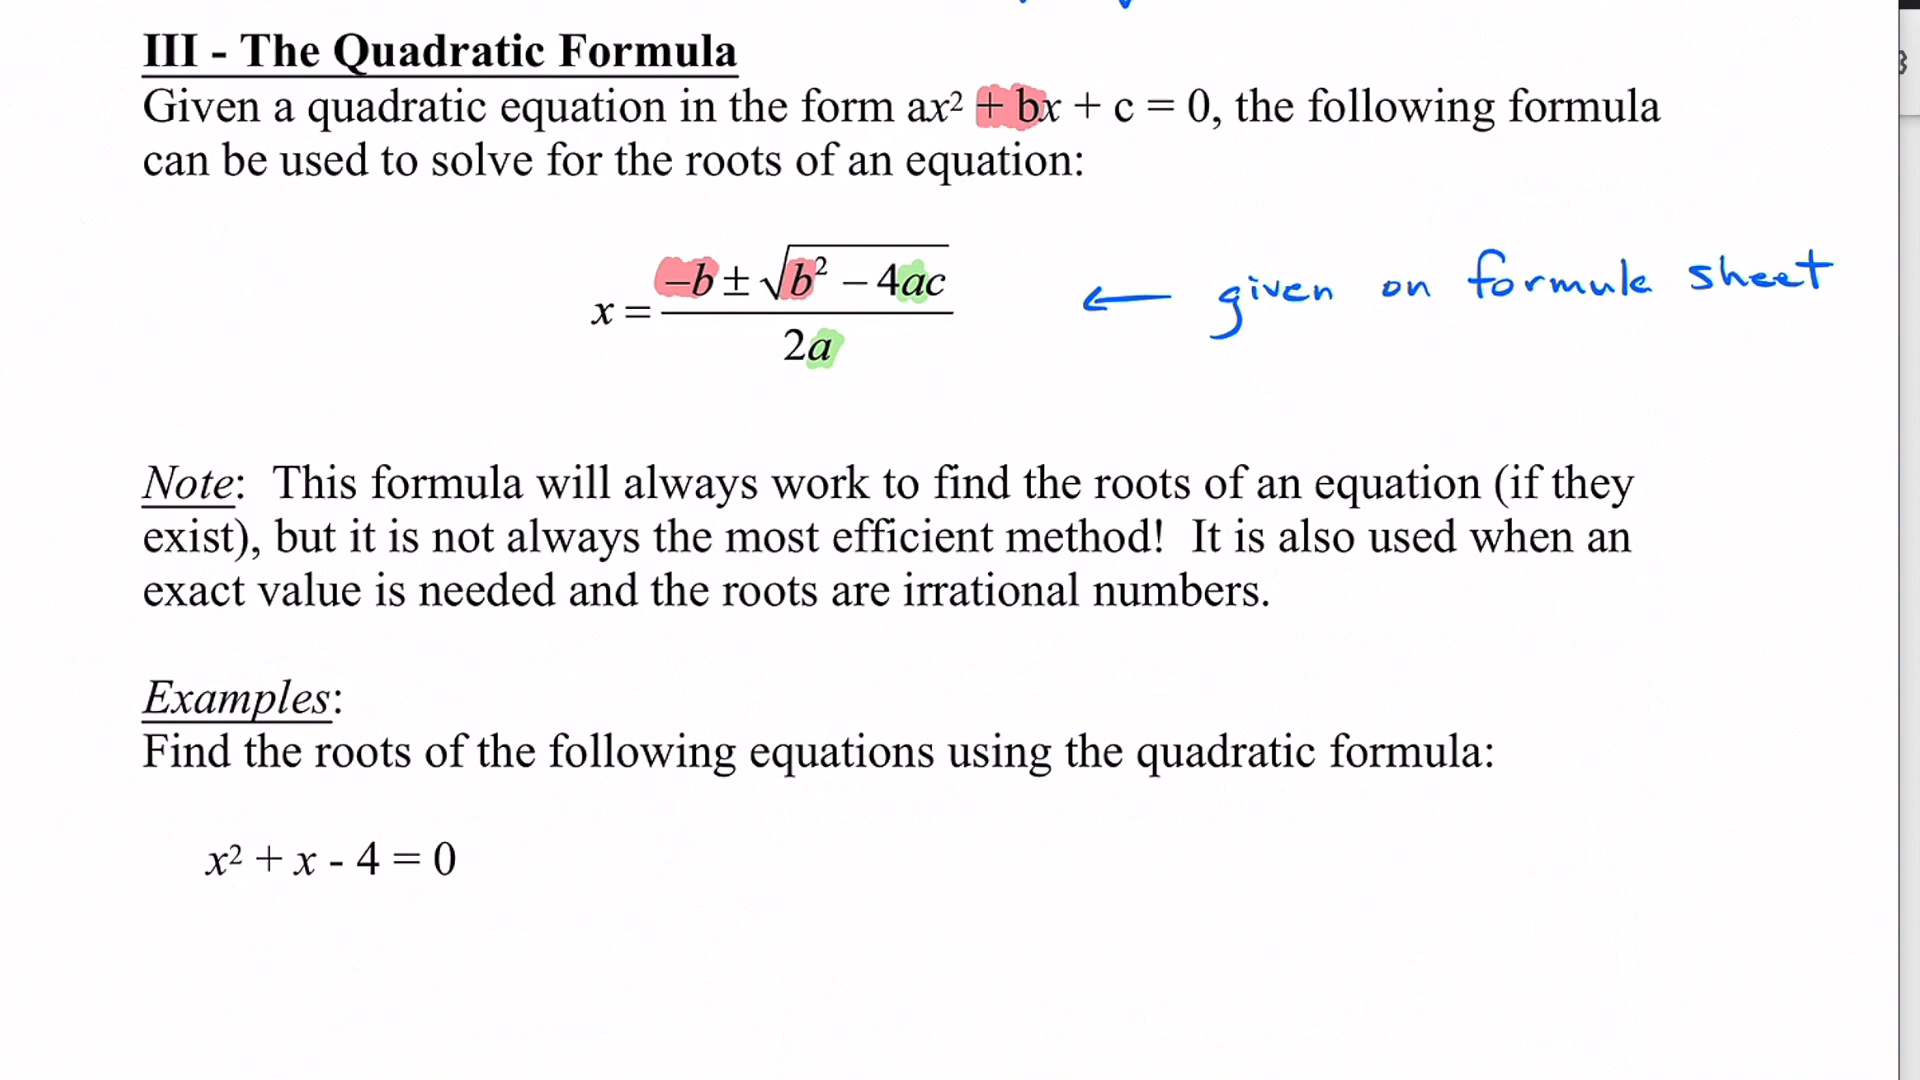 III - The Quadratic Formula
Given a quadratic equation in the form ax² + bx + c = 0, the following formula
can be used to solve for the roots of an equation:
x = (−b ± √(b² − 4ac)) / 2a ← given on formula sheet
Note: This formula will always work to find the roots of an equation (if they
exist), but it is not always the most efficient method! It is also used when an
exact value is needed and the roots are irrational numbers.
Examples:
Find the roots of the following equations using the quadratic formula:
x² + x - 4 = 0